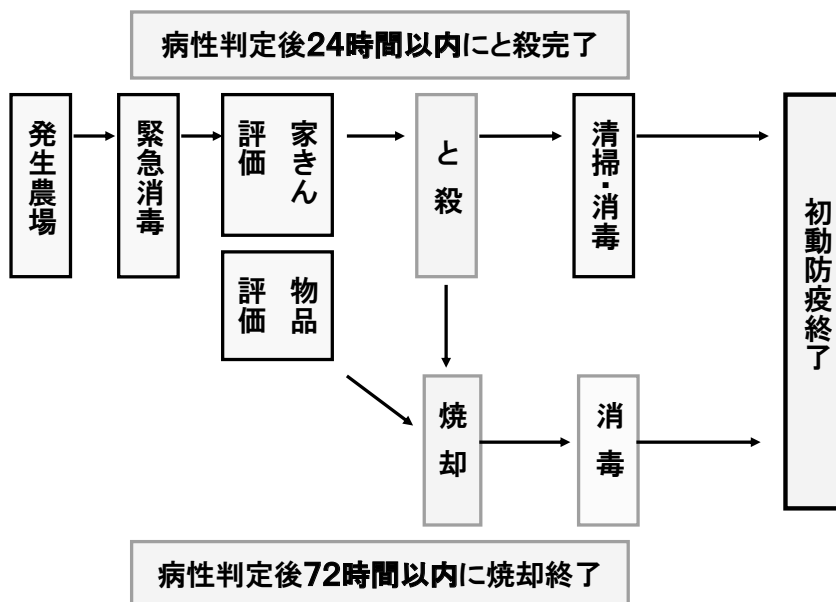 病性判定後24時間以内にと殺完了
発生農場
緊急消毒
家きん
評価
と殺
清掃・消毒
初動防疫終了
物品
評価
焼却
消毒
病性判定後72時間以内に焼却終了